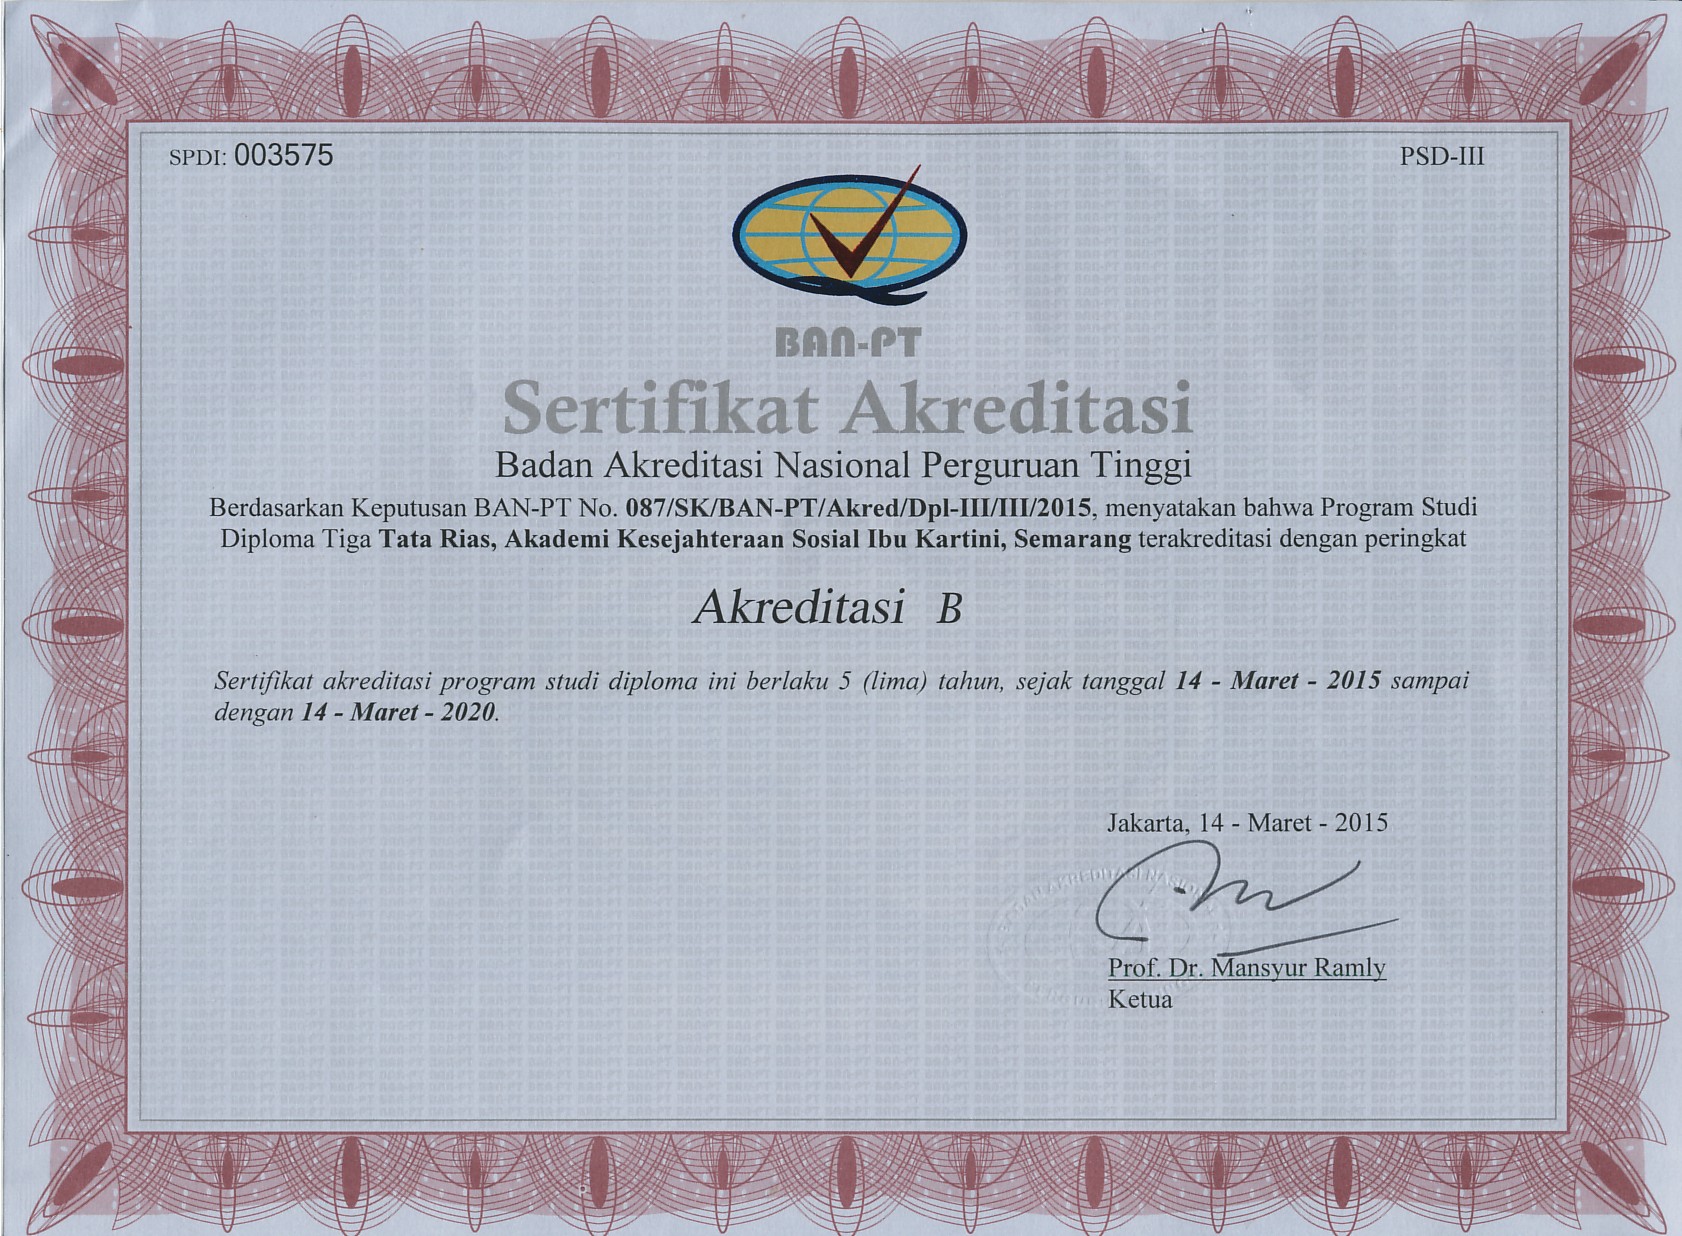 SPDI: 003575
PSD-III
BAN-PT
Sertifikat Akreditasi
Badan Akreditasi Nasional Perguruan Tinggi
Berdasarkan Keputusan BAN-PT No. 087/SK/BAN-PT/Akred/Dpl-III/III/2015, menyatakan bahwa Program Studi
Diploma Tiga Tata Rias, Akademi Kesejahteraan Sosial Ibu Kartini, Semarang terakreditasi dengan peringkat
Akreditasi B
Sertifikat akreditasi program studi diploma ini berlaku 5 (lima) tahun, sejak tanggal 14 - Maret - 2015 sampai
dengan 14 - Maret - 2020.
Jakarta, 14 - Maret - 2015
AKREDITASI NASIONAL
Prof. Dr. Mansyur Ramly
Ketua